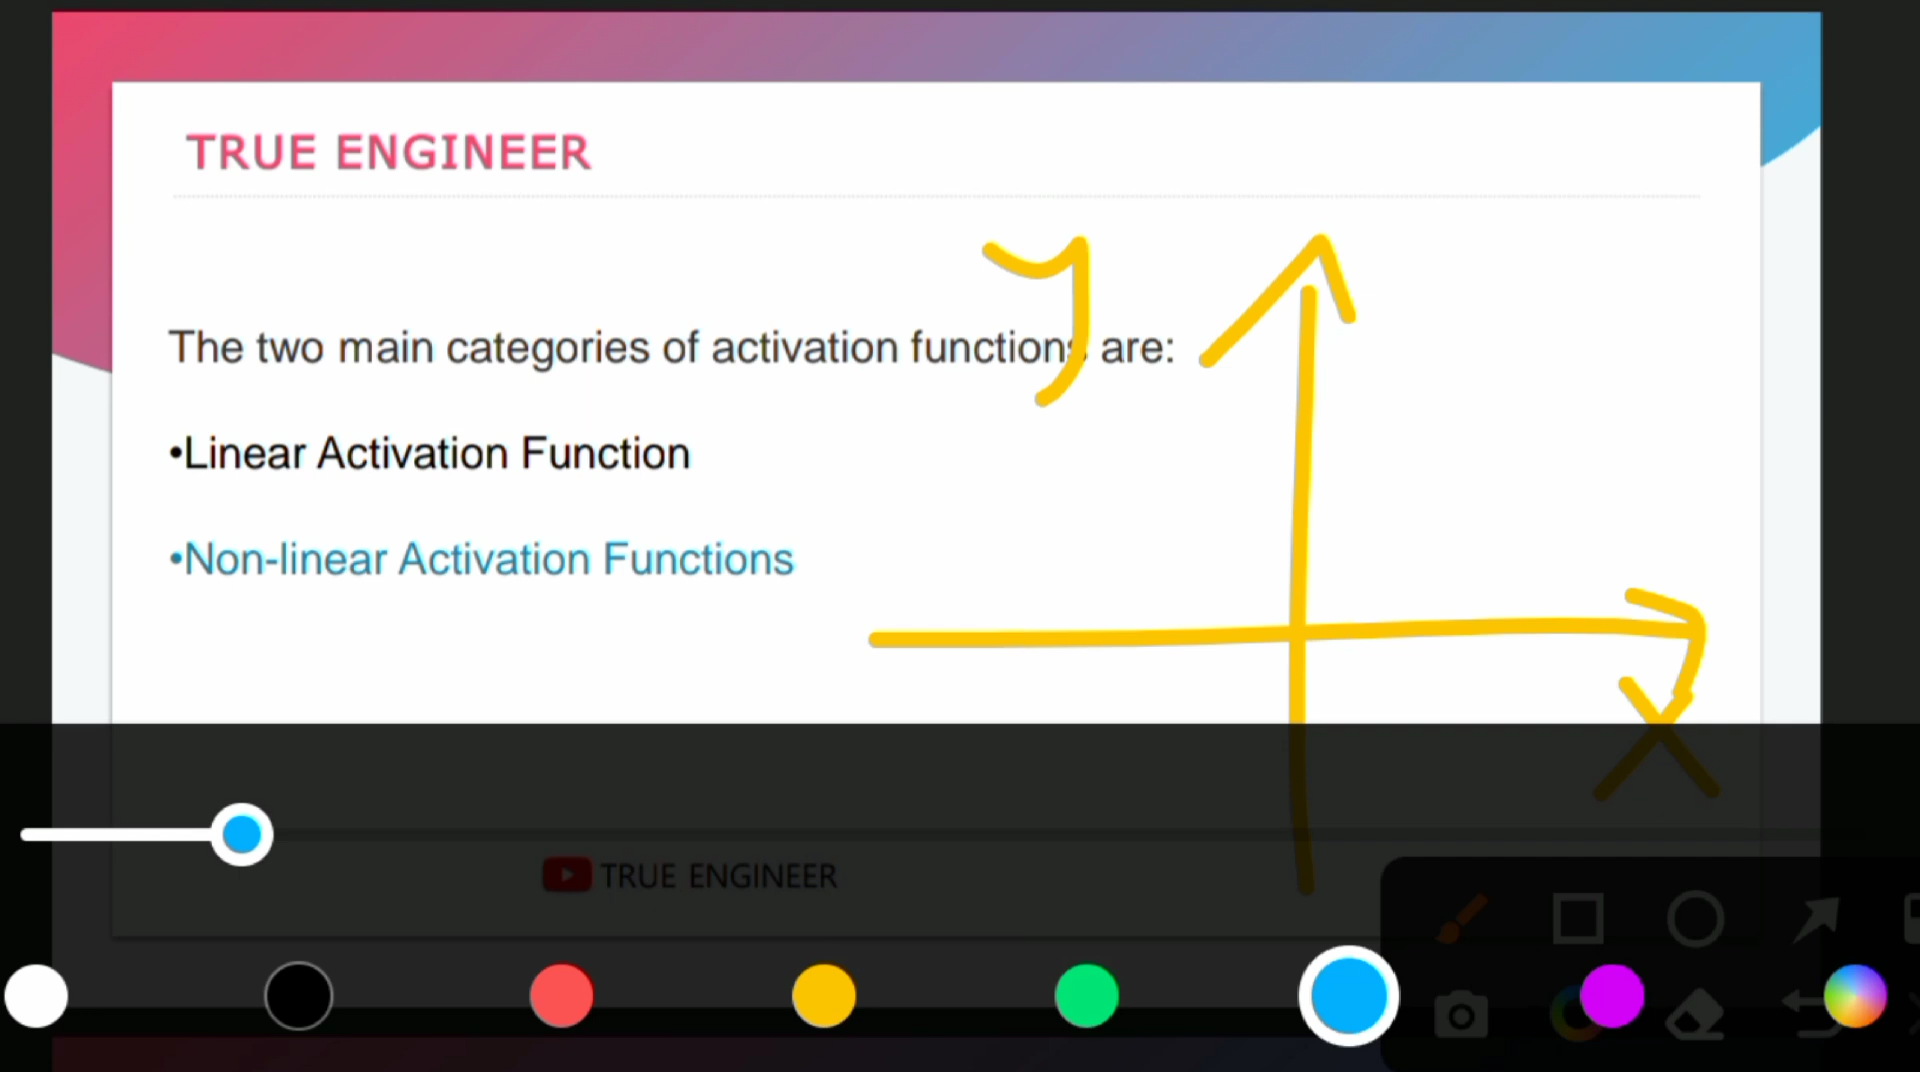 TRUE ENGINEER
y
The two main categories of activation functions are:
•Linear Activation Function
•Non-linear Activation Functions
x
TRUE ENGINEER